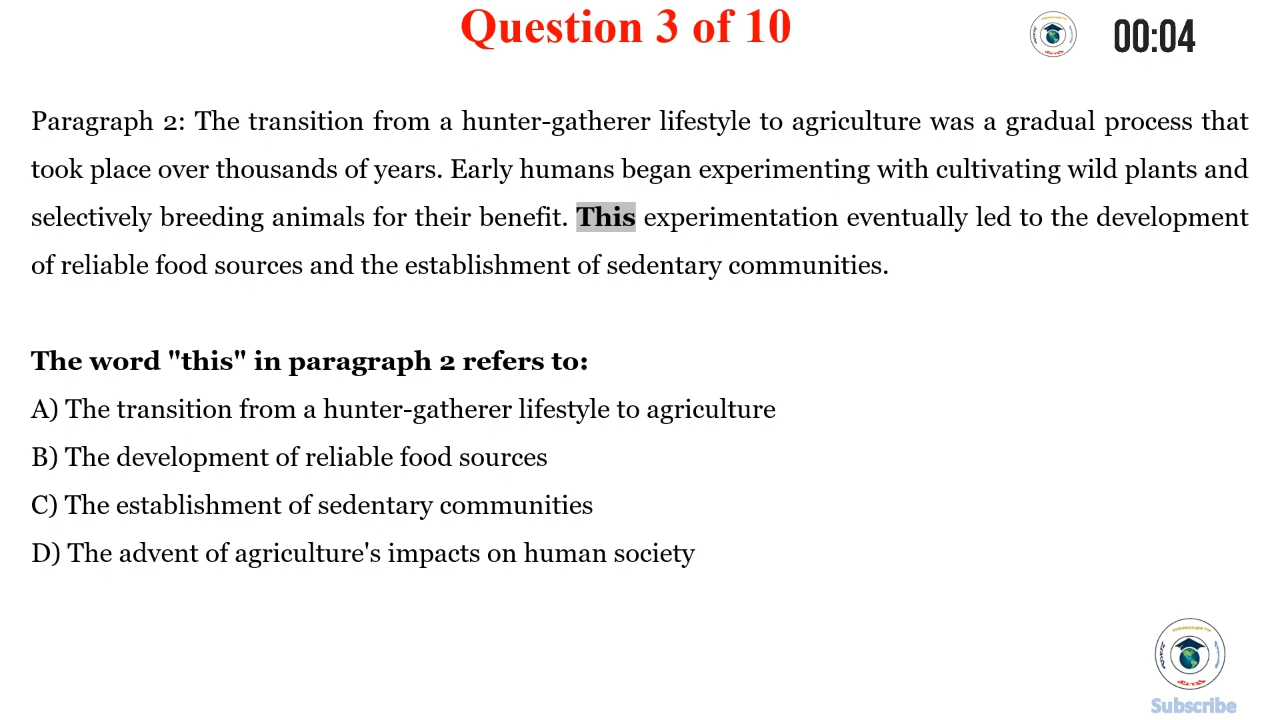 Question 3 of 10
00:04
Paragraph 2: The transition from a hunter-gatherer lifestyle to agriculture was a gradual process that
took place over thousands of years. Early humans began experimenting with cultivating wild plants and
selectively breeding animals for their benefit. This experimentation eventually led to the development
of reliable food sources and the establishment of sedentary communities.
The word "this" in paragraph 2 refers to:
A) The transition from a hunter-gatherer lifestyle to agriculture
B) The development of reliable food sources
C) The establishment of sedentary communities
D) The advent of agriculture's impacts on human society
Subscribe